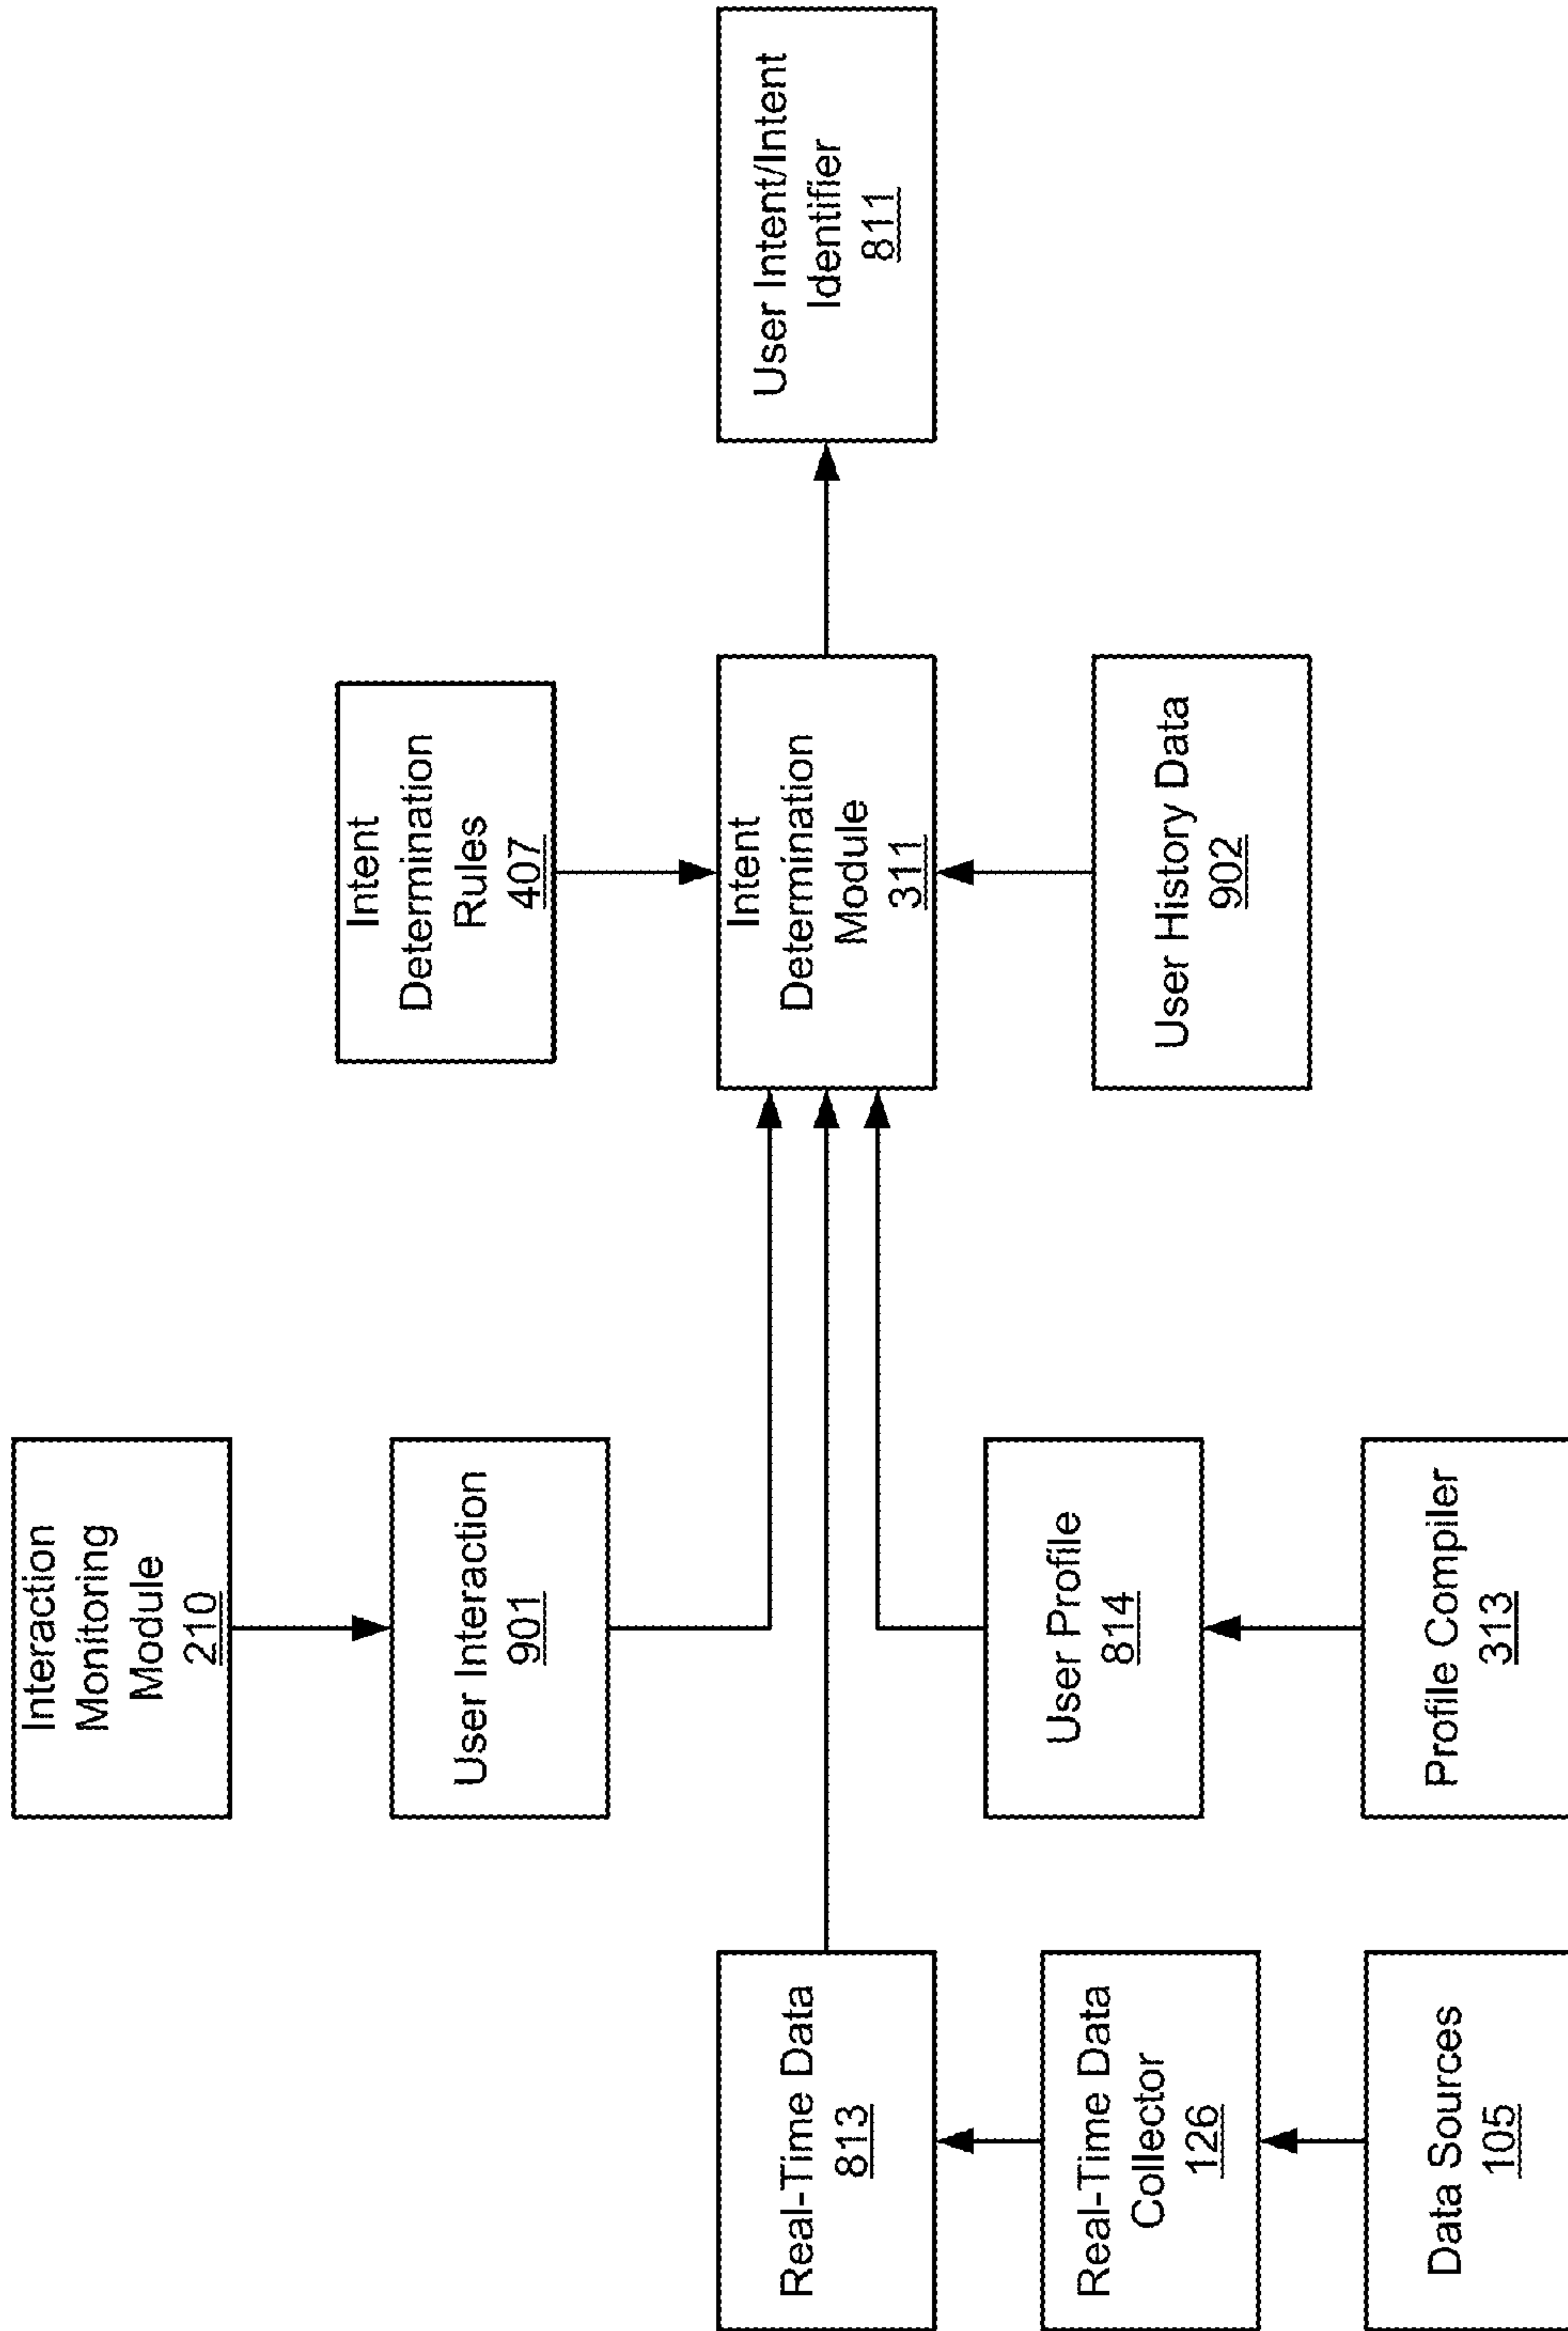 Interaction
Monitoring
Module
210
User Interaction
901
Intent
Determination
Rules
407
Real-Time Data
813
Intent
Determination
Module
311
User Intent/Intent
Identifier
811
Real-Time Data
Collector
126
User Profile
814
User History Data
902
Data Sources
105
Profile Compiler
313